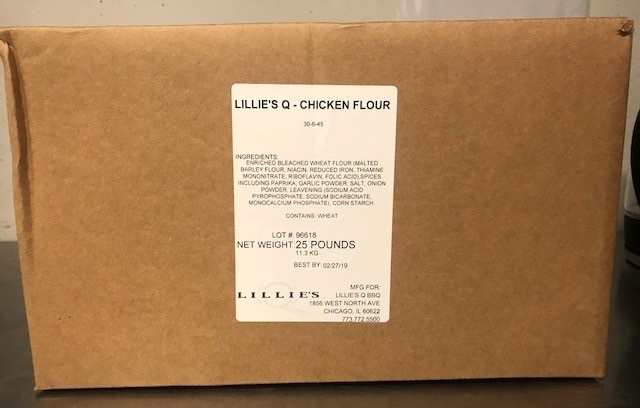 LILLIE'S Q - CHICKEN FLOUR
30-6-45
INGREDIENTS:
ENRICHED BLEACHED WHEAT FLOUR (MALTED
BARLEY FLOUR, NIACIN, REDUCED IRON, THIAMINE
MONONITRATE, RIBOFLAVIN, FOLIC ACID),SPICES
INCLUDING PAPRIKA, GARLIC POWDER, SALT, ONION
POWDER, LEAVENING (SODIUM ACID
PYROPHOSPHATE, SODIUM BICARBONATE,
MONOCALCIUM PHOSPHATE), CORN STARCH.
CONTAINS: WHEAT
LOT # 96618
NET WEIGHT:25 POUNDS
11.3 KG
BEST BY: 02/27/19
LILLIE'S
MFG FOR:
LILLIE'S Q BBQ
1856 WEST NORTH AVE
CHICAGO, IL 60622
773.772.5500